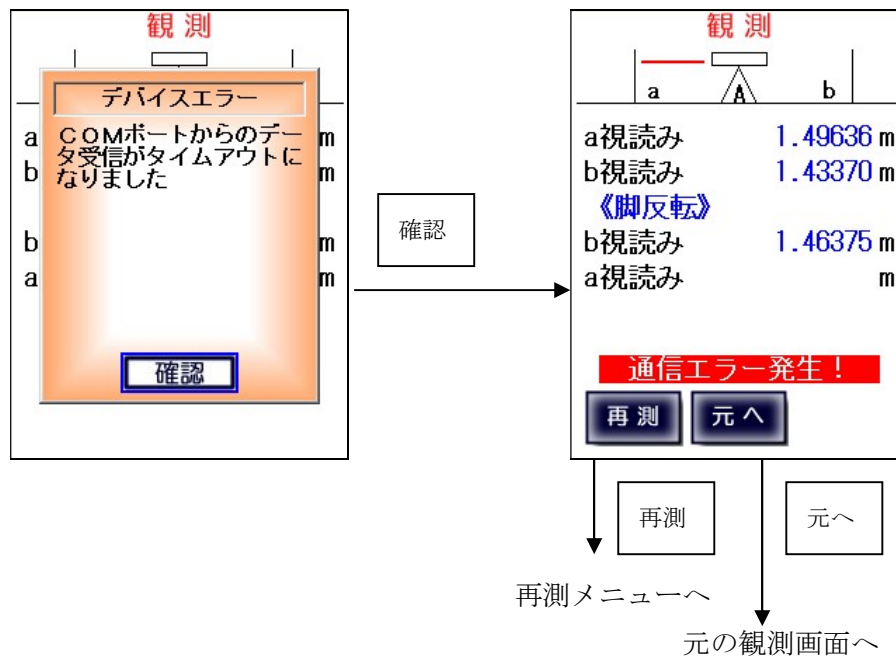 観測
デバイスエラー
COMポートからのデー
タ受信がタイムアウトに
なりました
a m
b m
b m
a m
確認
確認
観測
a A b
a視読み 1.49636 m
b視読み 1.43370 m
《脚反転》
b視読み 1.46375 m
a視読み m
通信エラー発生!
再測 元へ
再測 元へ
再測メニューへ
元の観測画面へ